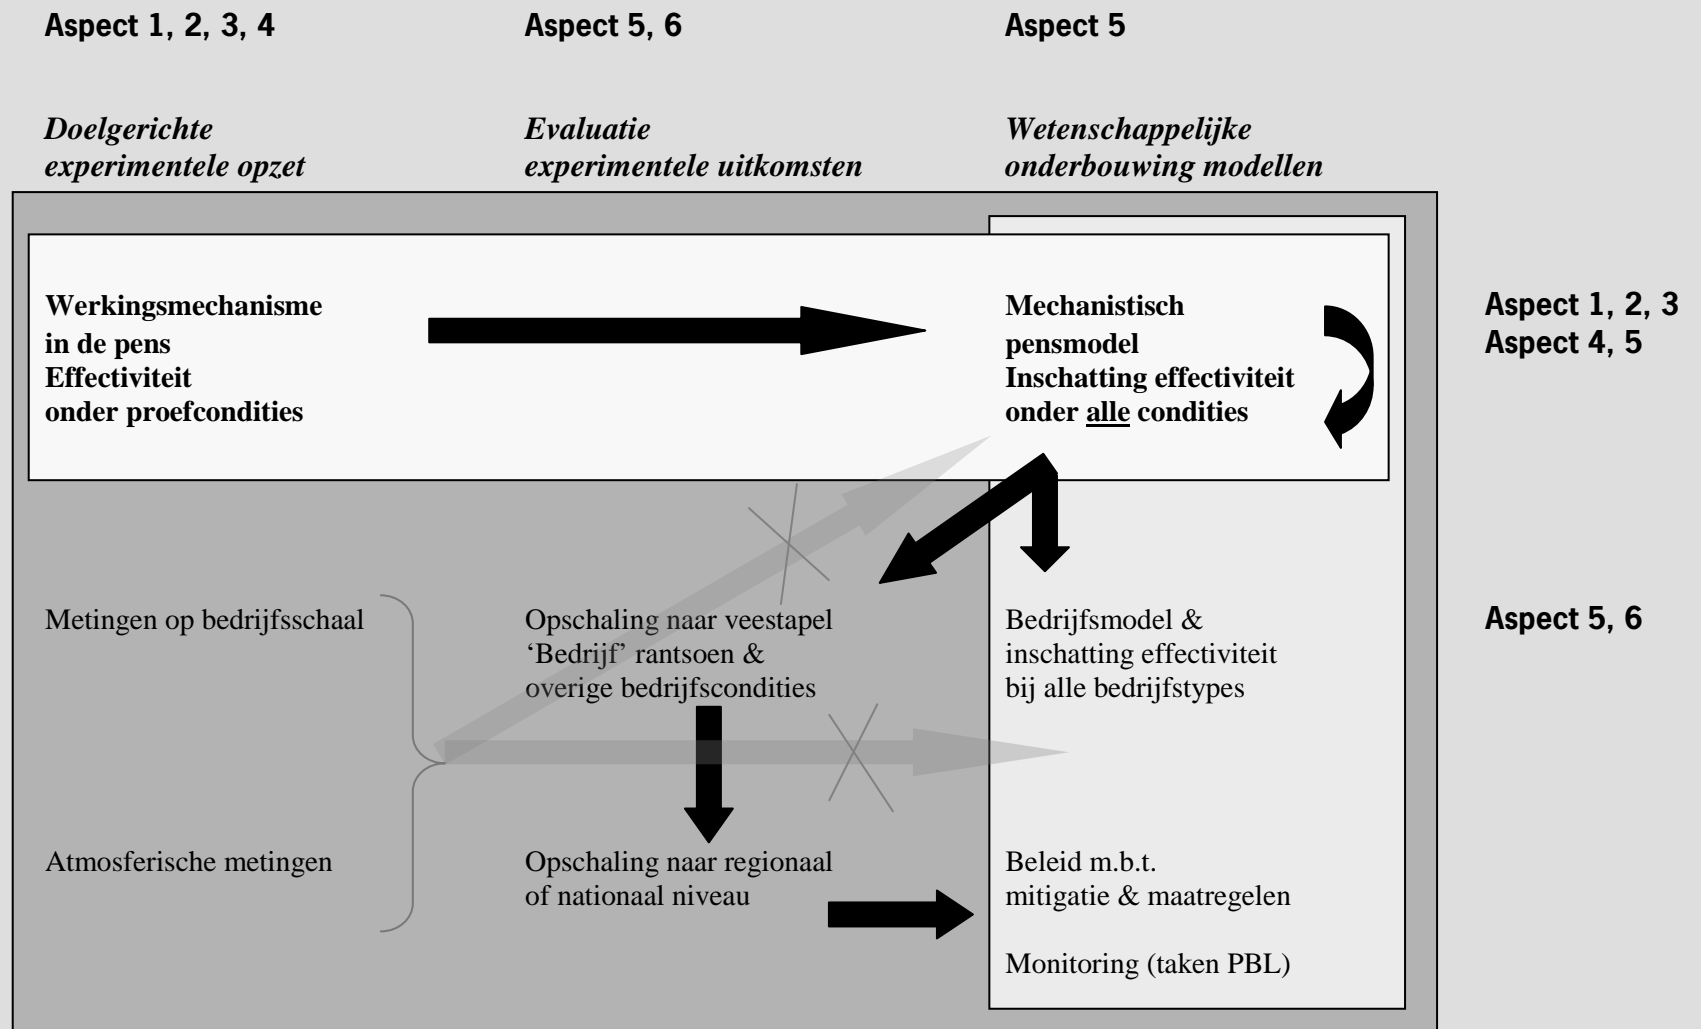 Aspect 1, 2, 3, 4
Aspect 5, 6
Aspect 5
Doelgerichte
experimentele opzet
Evaluatie
experimentele uitkomsten
Wetenschappelijke
onderbouwing modellen
Werkingsmechanisme
in de pens
Effectiviteit
onder proefcondities
Mechanistisch
pensmodel
Inschatting effectiviteit
onder alle condities
Aspect 1, 2, 3
Aspect 4, 5
Metingen op bedrijfsschaal
Opschaling naar veestapel
‘Bedrijf’ rantsoen &
overige bedrijfscondities
Bedrijfsmodel &
inschatting effectiviteit
bij alle bedrijfstypes
Aspect 5, 6
Atmosferische metingen
Opschaling naar regionaal
of nationaal niveau
Beleid m.b.t.
mitigatie & maatregelen
Monitoring (taken PBL)